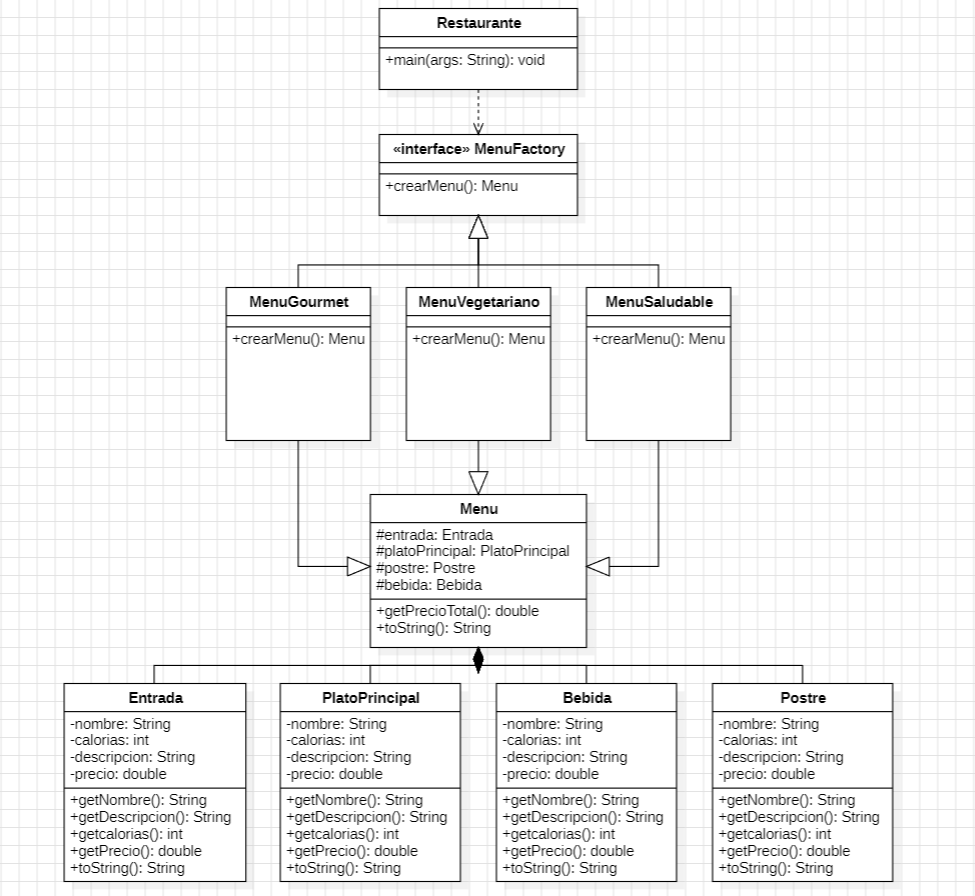 Restaurante
+main(args: String): void
«interface» MenuFactory
+crearMenu(): Menu
MenuGourmet
+crearMenu(): Menu
MenuVegetariano
+crearMenu(): Menu
MenuSaludable
+crearMenu(): Menu
Menu
#entrada: Entrada
#platoPrincipal: PlatoPrincipal
#postre: Postre
#bebida: Bebida
+getPrecioTotal(): double
+toString(): String
Entrada
-nombre: String
-calorias: int
-descripcion: String
-precio: double
+getNombre(): String
+getDescripcion(): String
+getcalorias(): int
+getPrecio(): double
+toString(): String
PlatoPrincipal
-nombre: String
-calorias: int
-descripcion: String
-precio: double
+getNombre(): String
+getDescripcion(): String
+getcalorias(): int
+getPrecio(): double
+toString(): String
Bebida
-nombre: String
-calorias: int
-descripcion: String
-precio: double
+getNombre(): String
+getDescripcion(): String
+getcalorias(): int
+getPrecio(): double
+toString(): String
Postre
-nombre: String
-calorias: int
-descripcion: String
-precio: double
+getNombre(): String
+getDescripcion(): String
+getcalorias(): int
+getPrecio(): double
+toString(): String